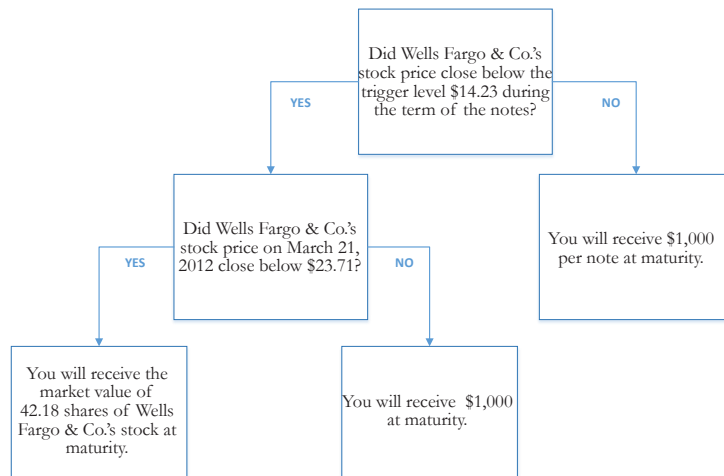 Did Wells Fargo & Co.'s
stock price close below the
trigger level $14.23 during
the term of the notes?
YES
NO
Did Wells Fargo & Co.'s
stock price on March 21,
2012 close below $23.71?
You will receive $1,000
per note at maturity.
YES
NO
You will receive the
market value of
42.18 shares of Wells
Fargo & Co.'s stock at
maturity.
You will receive $1,000
at maturity.